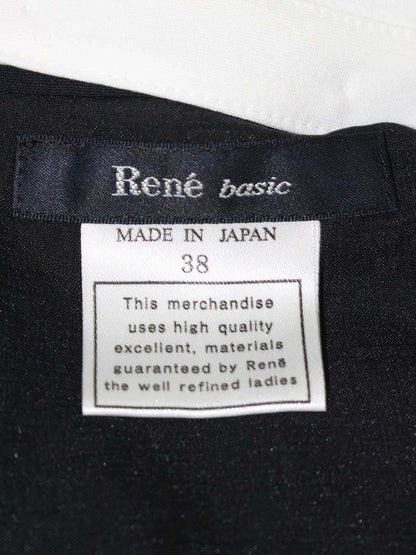 René basic
MADE IN JAPAN
38
This merchandise
uses high quality
excellent, materials
guaranteed by René
the well refined ladies